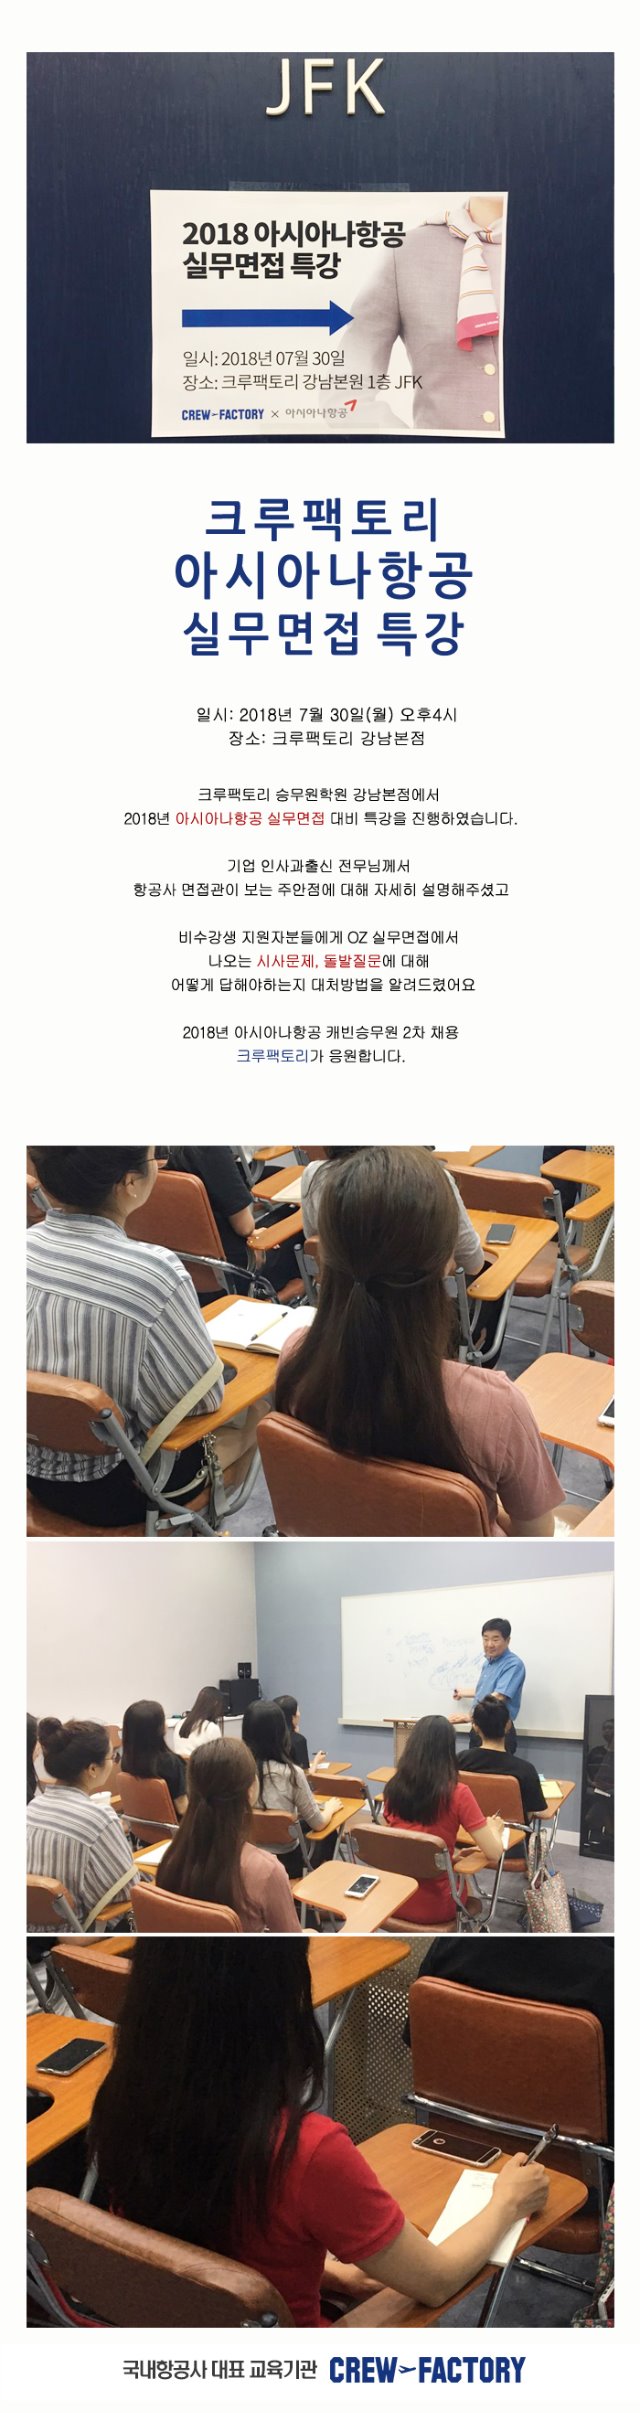 JFK
2018 아시아나항공
실무면접 특강
일시: 2018년 07월 30일
장소: 크루팩토리 강남본원 1층 JFK
CREW FACTORY × 아시아나항공
크루팩토리
아시아나항공
실무면접 특강
일시: 2018년 7월 30일(월) 오후4시
장소: 크루팩토리 강남본점
크루팩토리 승무원학원 강남본점에서
2018년 아시아나항공 실무면접 대비 특강을 진행하였습니다.
기업 인사과출신 전무님께서
항공사 면접관이 보는 주안점에 대해 자세히 설명해주셨고
비수강생 지원자분들에게 OZ 실무면접에서
나오는 시사문제, 돌발질문에 대해
어떻게 답해야하는지 대처방법을 알려드렸어요
2018년 아시아나항공 캐빈승무원 2차 채용
크루팩토리가 응원합니다.
국내항공사 대표 교육기관 CREW FACTORY